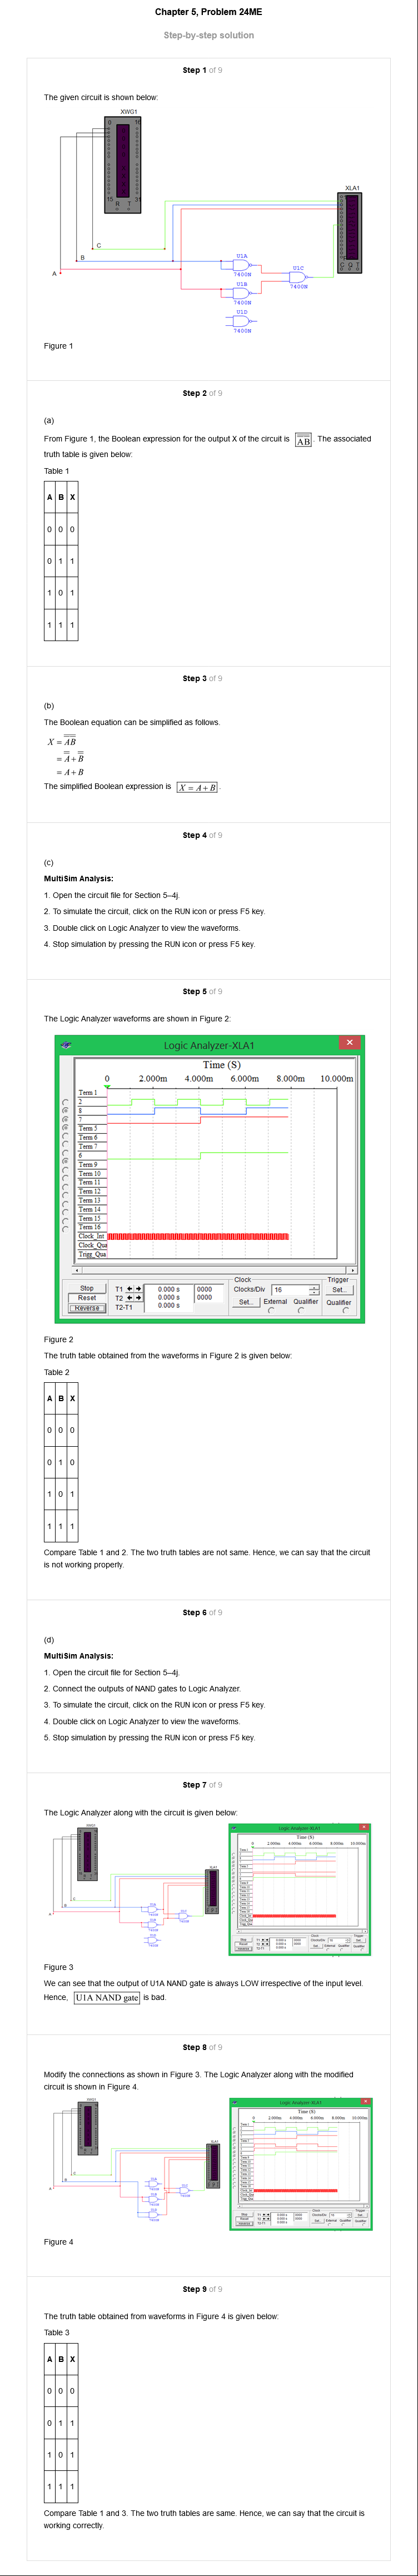 Chapter 5, Problem 24ME
Step-by-step solution
Step 1 of 9
The given circuit is shown below:
XWG1
0 16
15 31
R T
XLA1
C
B
A
U1A
7400N
U1C
7400N
U1B
7400N
U1D
7400N
C Q T
Figure 1
Step 2 of 9
(a)
From Figure 1, the Boolean expression for the output X of the circuit is A̅B̅. The associated
truth table is given below:
Table 1
A B X
0 0 0
0 1 1
1 0 1
1 1 1
Step 3 of 9
(b)
The Boolean equation can be simplified as follows.
X = A̅B̅
= A̿ + B̿
= A + B
The simplified Boolean expression is X = A + B.
Step 4 of 9
(c)
MultiSim Analysis:
1. Open the circuit file for Section 5–4j.
2. To simulate the circuit, click on the RUN icon or press F5 key.
3. Double click on Logic Analyzer to view the waveforms.
4. Stop simulation by pressing the RUN icon or press F5 key.
Step 5 of 9
The Logic Analyzer waveforms are shown in Figure 2:
Logic Analyzer-XLA1
Time (S)
0 2.000m 4.000m 6.000m 8.000m 10.000m
Term 1
2
8
7
Term 5
Term 6
Term 7
6
Term 9
Term 10
Term 11
Term 12
Term 13
Term 14
Term 15
Term 16
Clock_Int
Clock_Qua
Trigg_Qua
Stop
Reset
Reverse
T1 0.000 s 0000
T2 0.000 s 0000
T2-T1 0.000 s
Clock
Clocks/Div 16
Set... External Qualifier
Trigger
Set...
Qualifier
Figure 2
The truth table obtained from the waveforms in Figure 2 is given below:
Table 2
A B X
0 0 0
0 1 0
1 0 1
1 1 1
Compare Table 1 and 2. The two truth tables are not same. Hence, we can say that the circuit
is not working properly.
Step 6 of 9
(d)
MultiSim Analysis:
1. Open the circuit file for Section 5–4j.
2. Connect the outputs of NAND gates to Logic Analyzer.
3. To simulate the circuit, click on the RUN icon or press F5 key.
4. Double click on Logic Analyzer to view the waveforms.
5. Stop simulation by pressing the RUN icon or press F5 key.
Step 7 of 9
The Logic Analyzer along with the circuit is given below:
Logic Analyzer-XLA1
Time (S)
Figure 3
We can see that the output of U1A NAND gate is always LOW irrespective of the input level.
Hence, U1A NAND gate is bad.
Step 8 of 9
Modify the connections as shown in Figure 3. The Logic Analyzer along with the modified
circuit is shown in Figure 4.
Logic Analyzer-XLA1
Time (S)
Figure 4
Step 9 of 9
The truth table obtained from waveforms in Figure 4 is given below:
Table 3
A B X
0 0 0
0 1 1
1 0 1
1 1 1
Compare Table 1 and 3. The two truth tables are same. Hence, we can say that the circuit is
working correctly.